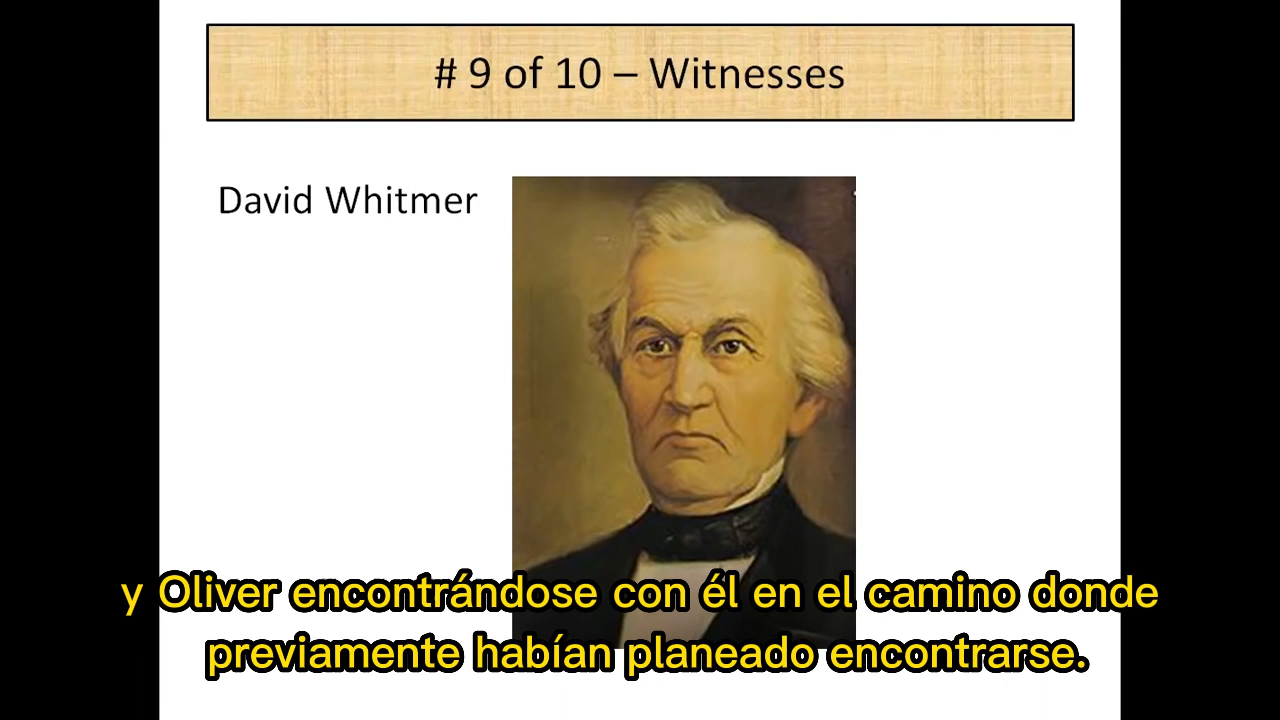 # 9 of 10 – Witnesses
David Whitmer
y Oliver encontrándose con él en el camino donde
previamente habían planeado encontrarse.